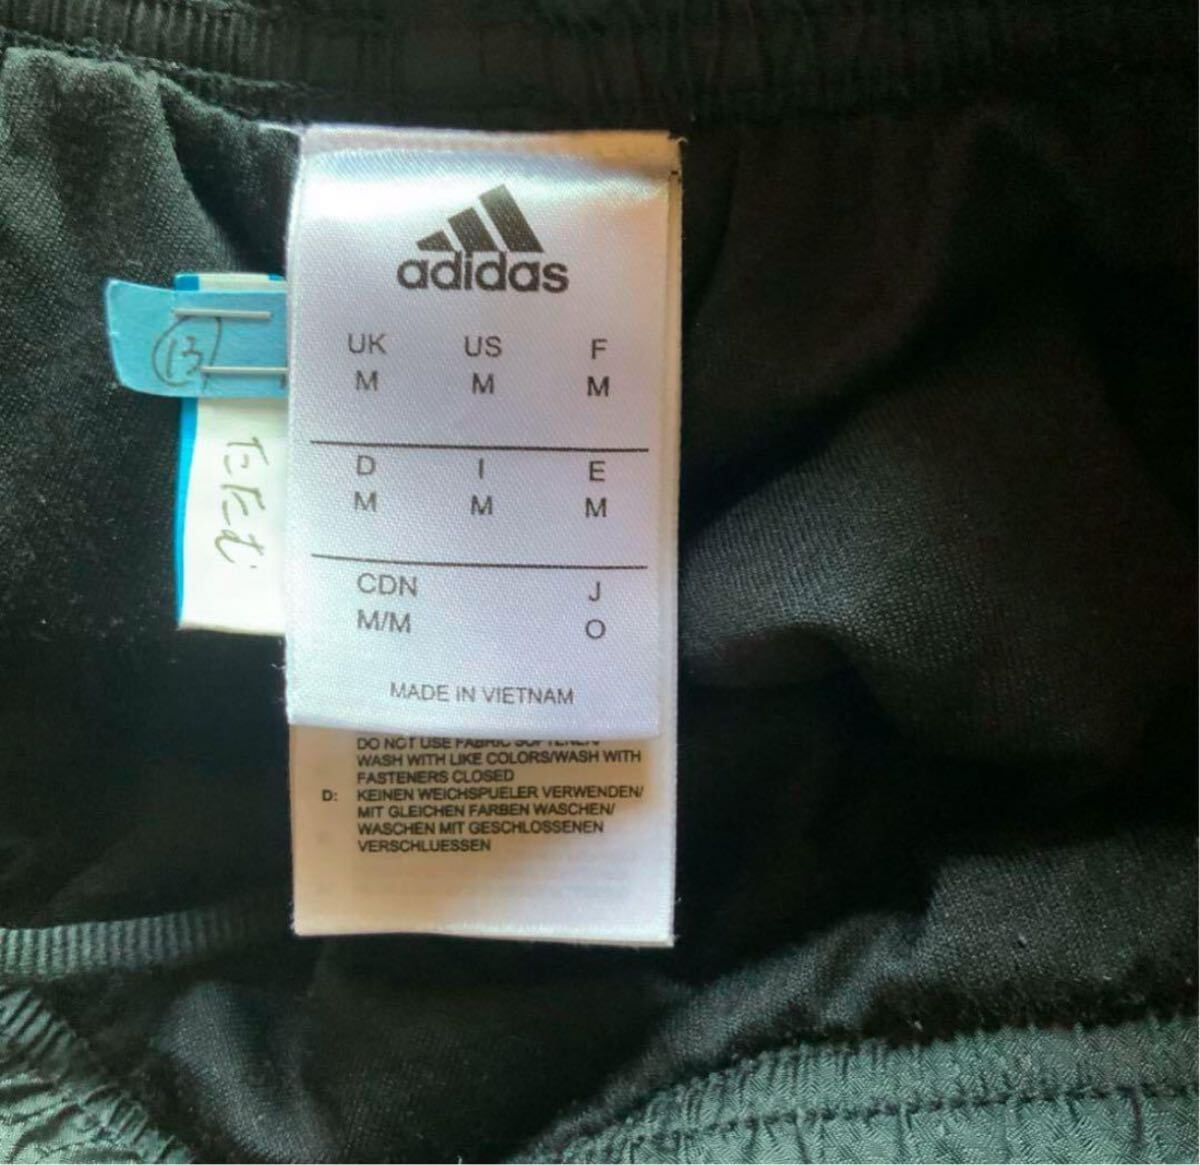 adidas
UK US F
M M M
D I E
M M M
CDN J
M/M O
MADE IN VIETNAM
DO NOT USE FABRIC SOFTENER/
WASH WITH LIKE COLORS/WASH WITH
FASTENERS CLOSED
D: KEINEN WEICHSPUELER VERWENDEN/
MIT GLEICHEN FARBEN WASCHEN/
WASCHEN MIT GESCHLOSSENEN
VERSCHLUESSEN
13